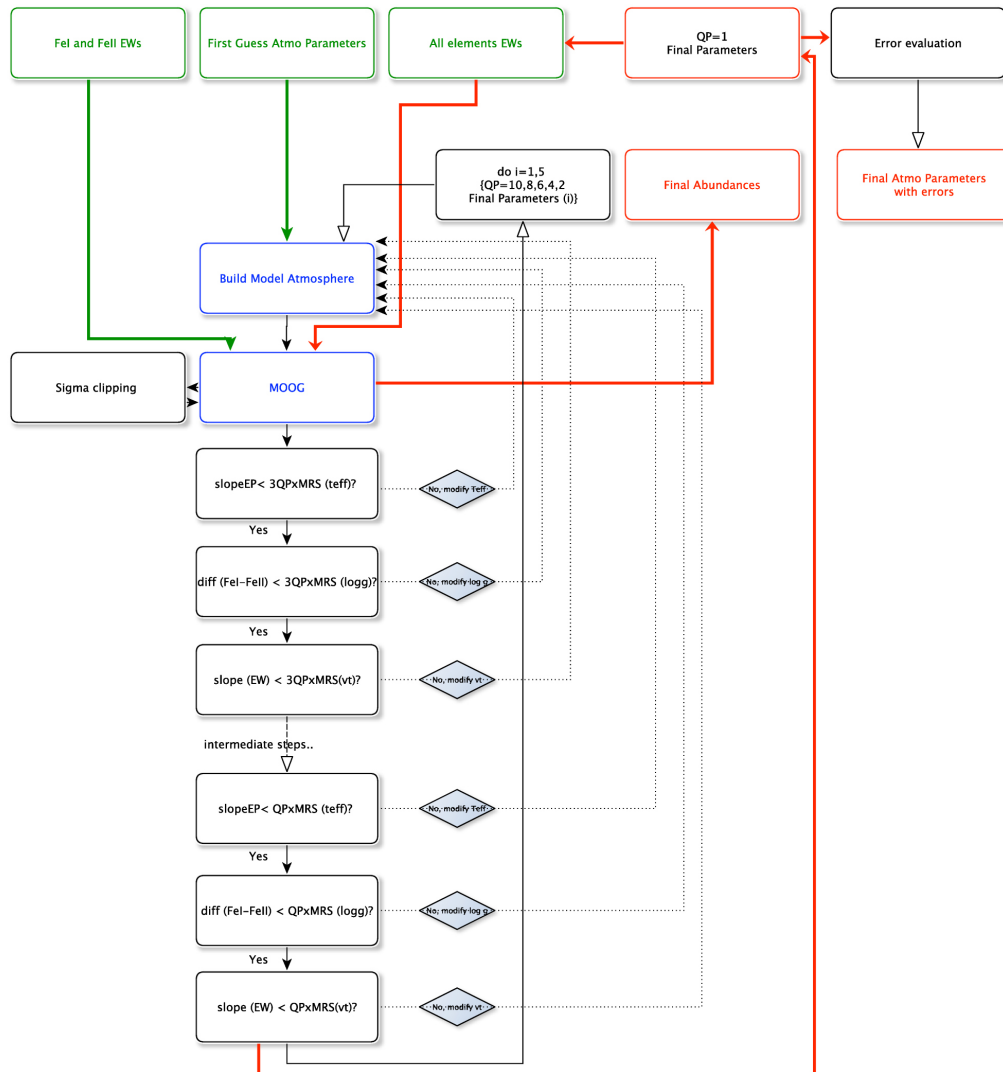 FeI and FeII EWs
First Guess Atmo Parameters
All elements EWs
QP=1
Final Parameters
Error evaluation
do i=1,5
{QP=10,8,6,4,2
Final Parameters (i)}
Final Abundances
Final Atmo Parameters
with errors
Build Model Atmosphere
Sigma clipping
MOOG
slopeEP< 3QPxMRS (teff)?
No, modify Teff
Yes
diff (FeI-FeII) < 3QPxMRS (logg)?
No, modify log g
Yes
slope (EW) < 3QPxMRS(vt)?
No, modify vt
intermediate steps..
slopeEP< QPxMRS (teff)?
No, modify Teff
Yes
diff (FeI-FeII) < QPxMRS (logg)?
No, modify log g
Yes
slope (EW) < QPxMRS(vt)?
No, modify vt